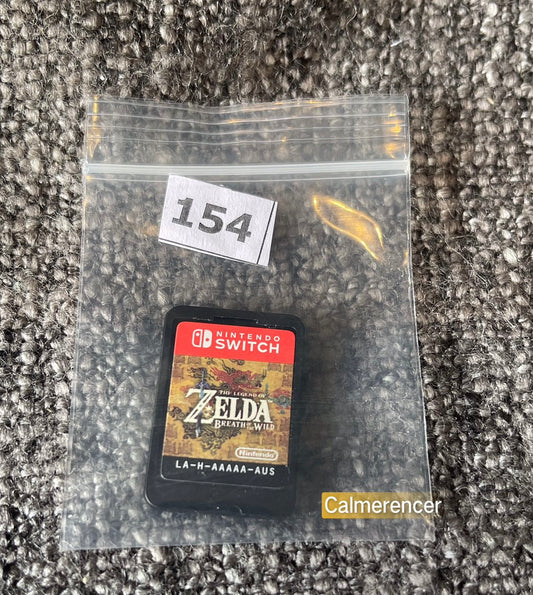 154
NINTENDO
SWITCH
THE LEGEND OF
ZELDA
BREATH OF THE WILD
Nintendo
LA-H-AAAAA-AUS
Calmerencer